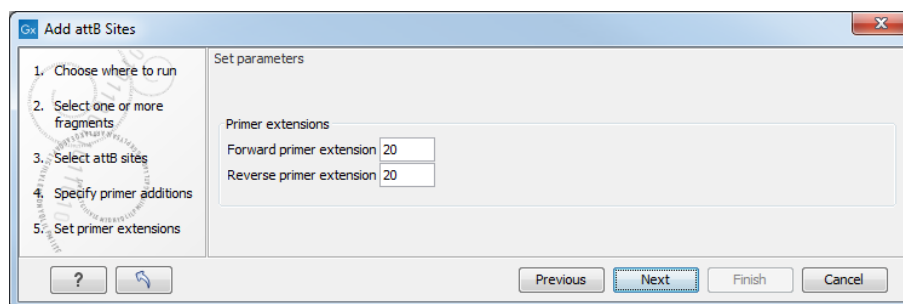 Gx Add attB Sites
X
1. Choose where to run
2. Select one or more
fragments
3. Select attB sites
4. Specify primer additions
5. Set primer extensions
Set parameters
Primer extensions
Forward primer extension 20
Reverse primer extension 20
?
Previous
Next
Finish
Cancel